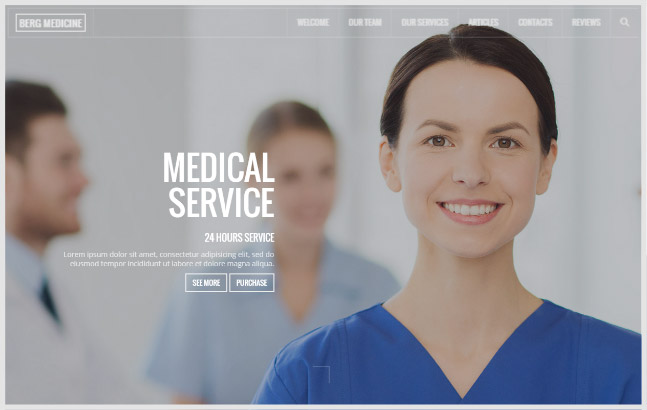 BERG MEDICINE
WELCOME OUR TEAM OUR SERVICES ARTICLES CONTACTS REVIEWS
MEDICAL
SERVICE
24 HOURS SERVICE
Lorem ipsum dolor sit amet, consectetur adipisicing elit, sed do
eiusmod tempor incididunt ut labore et dolore magna aliqua.
SEE MORE PURCHASE